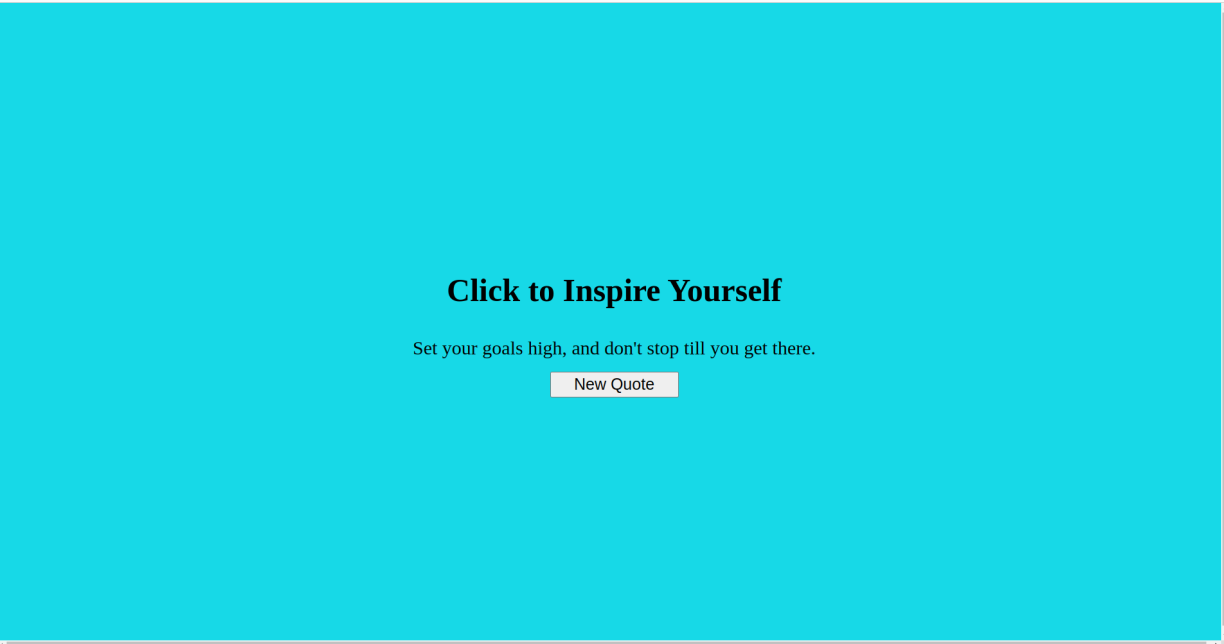 Click to Inspire Yourself
Set your goals high, and don't stop till you get there.
New Quote